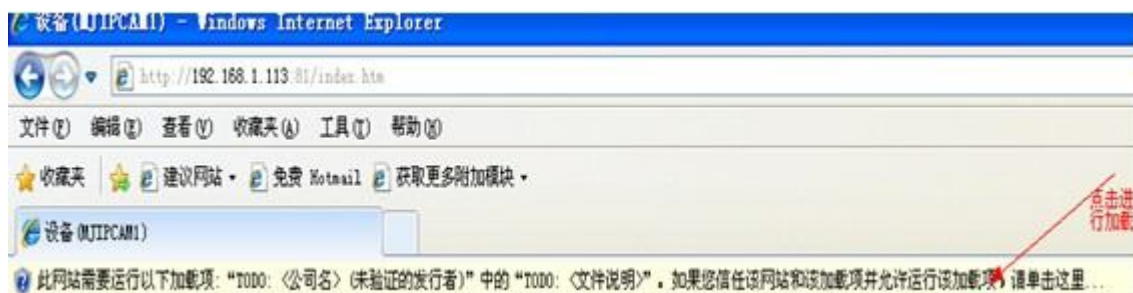 设备(MJIPCAM1) - Windows Internet Explorer
http://192.168.1.113:81/index.htm
文件(F) 编辑(E) 查看(V) 收藏夹(A) 工具(T) 帮助(H)
收藏夹 建议网站 免费 Hotmail 获取更多附加模块
点击进
行加载
设备(MJIPCAM1)
此网站需要运行以下加载项: “TODO: 〈公司名〉 (未验证的发行者)” 中的 “TODO: 〈文件说明〉”。如果您信任该网站和该加载项并允许运行该加载项, 请单击这里...